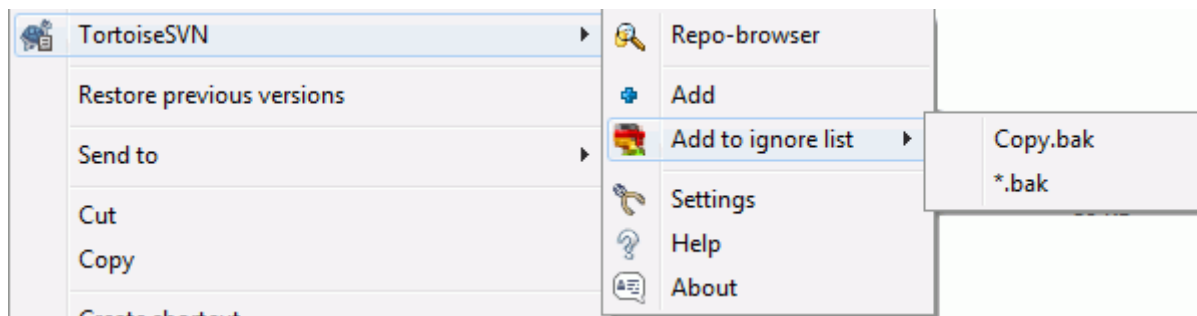 TortoiseSVN
Restore previous versions
Send to
Cut
Copy
Repo-browser
Add
Add to ignore list
Settings
Help
About
Copy.bak
*.bak